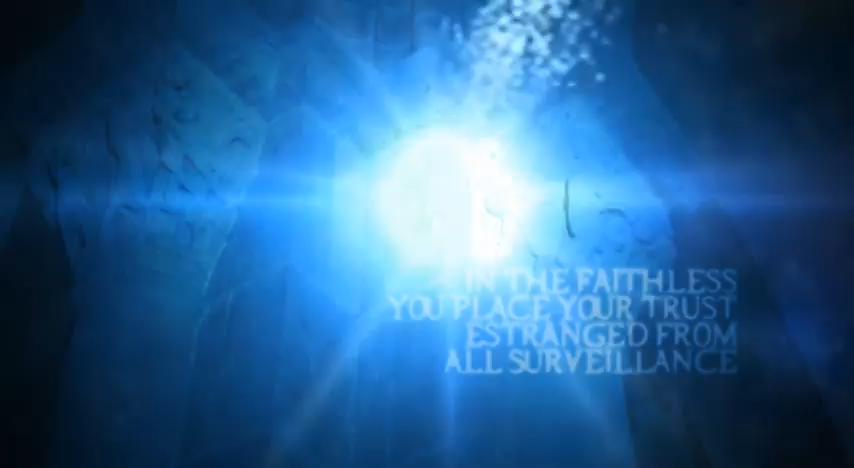 IN THE FAITHLESS
YOU PLACE YOUR TRUST
ESTRANGED FROM
ALL SURVEILLANCE